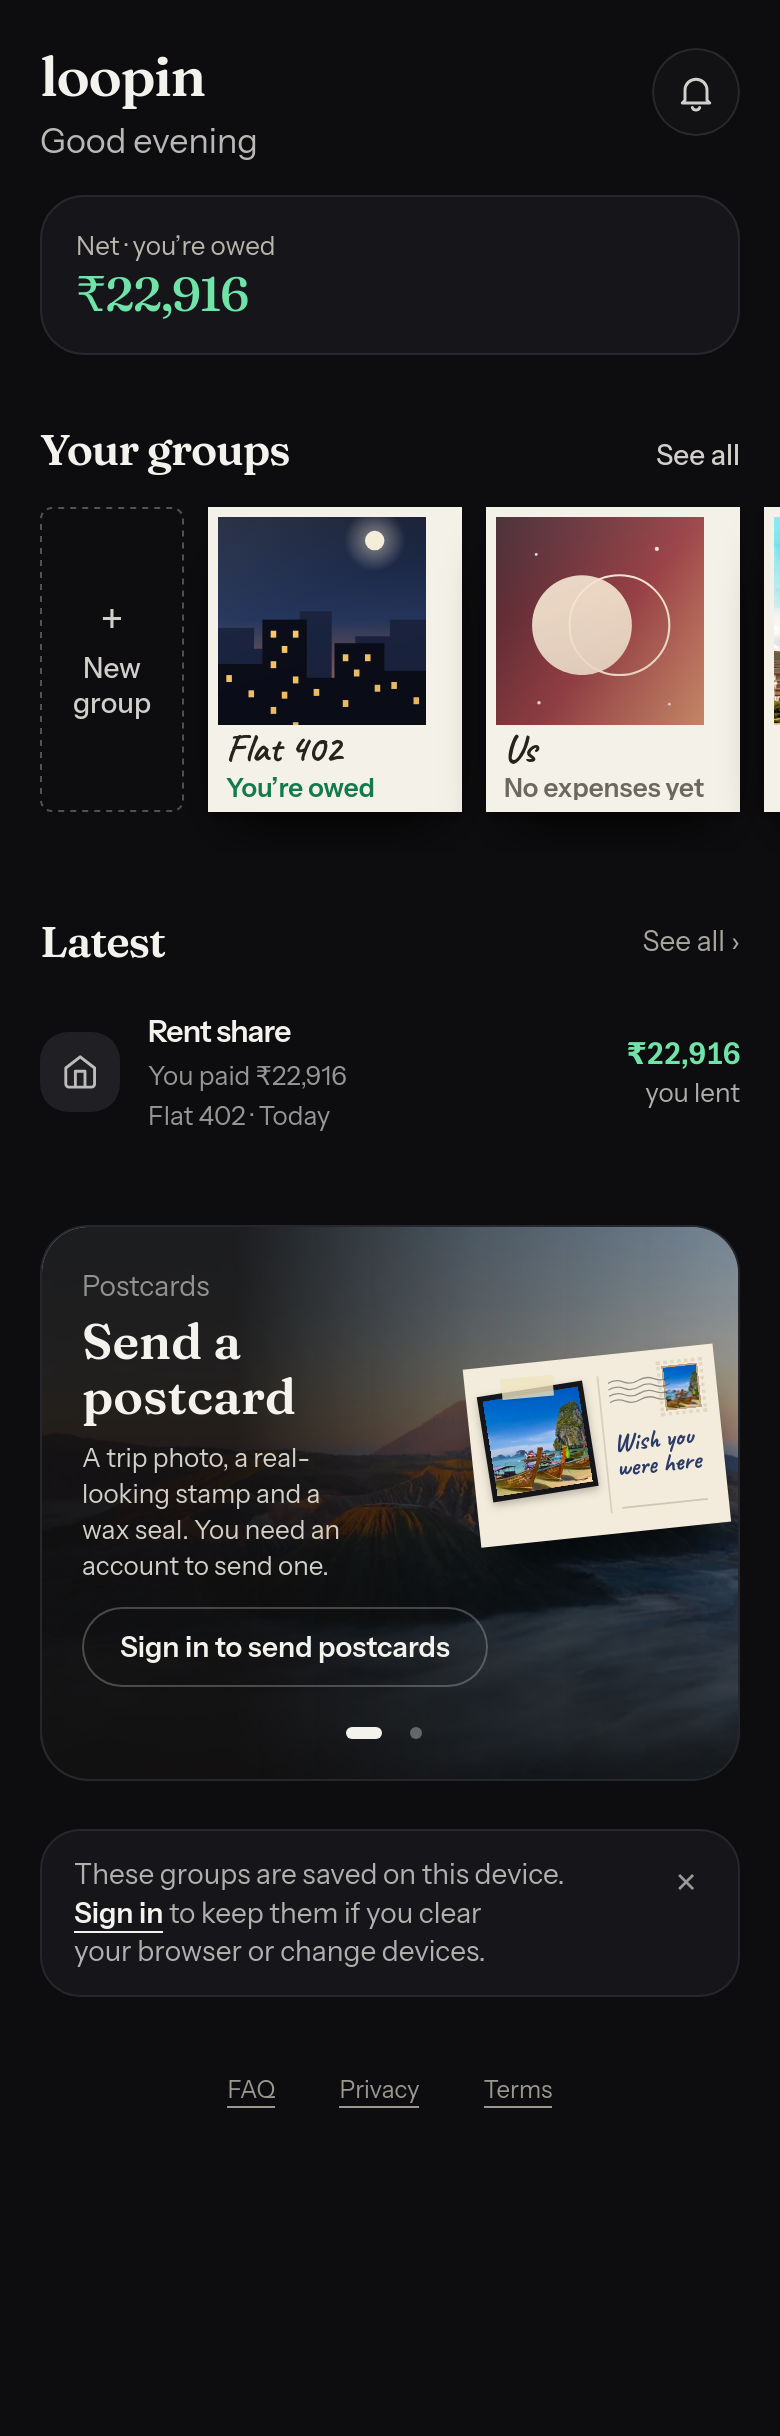 loopin
Good evening
Net · you’re owed
₹22,916
Your groups
See all
+
New
group
Flat 402
You’re owed
Us
No expenses yet
Latest
See all ›
Rent share
You paid ₹22,916
Flat 402 · Today
₹22,916
you lent
Postcards
Send a
postcard
A trip photo, a real-
looking stamp and a
wax seal. You need an
account to send one.
Wish you
were here
Sign in to send postcards
These groups are saved on this device.
Sign in to keep them if you clear
your browser or change devices.
FAQ
Privacy
Terms